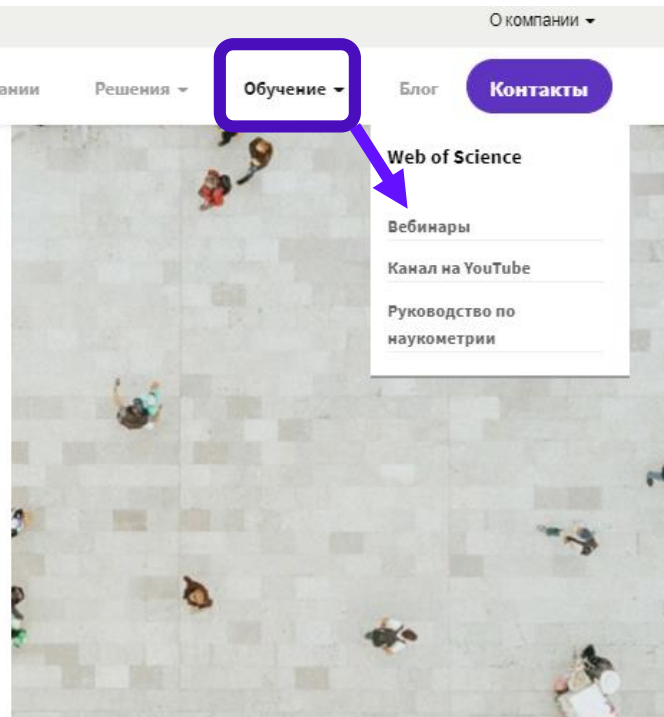 О компании
ании Решения Обучение Блог Контакты
Web of Science
Вебинары
Канал на YouTube
Руководство по
наукометрии